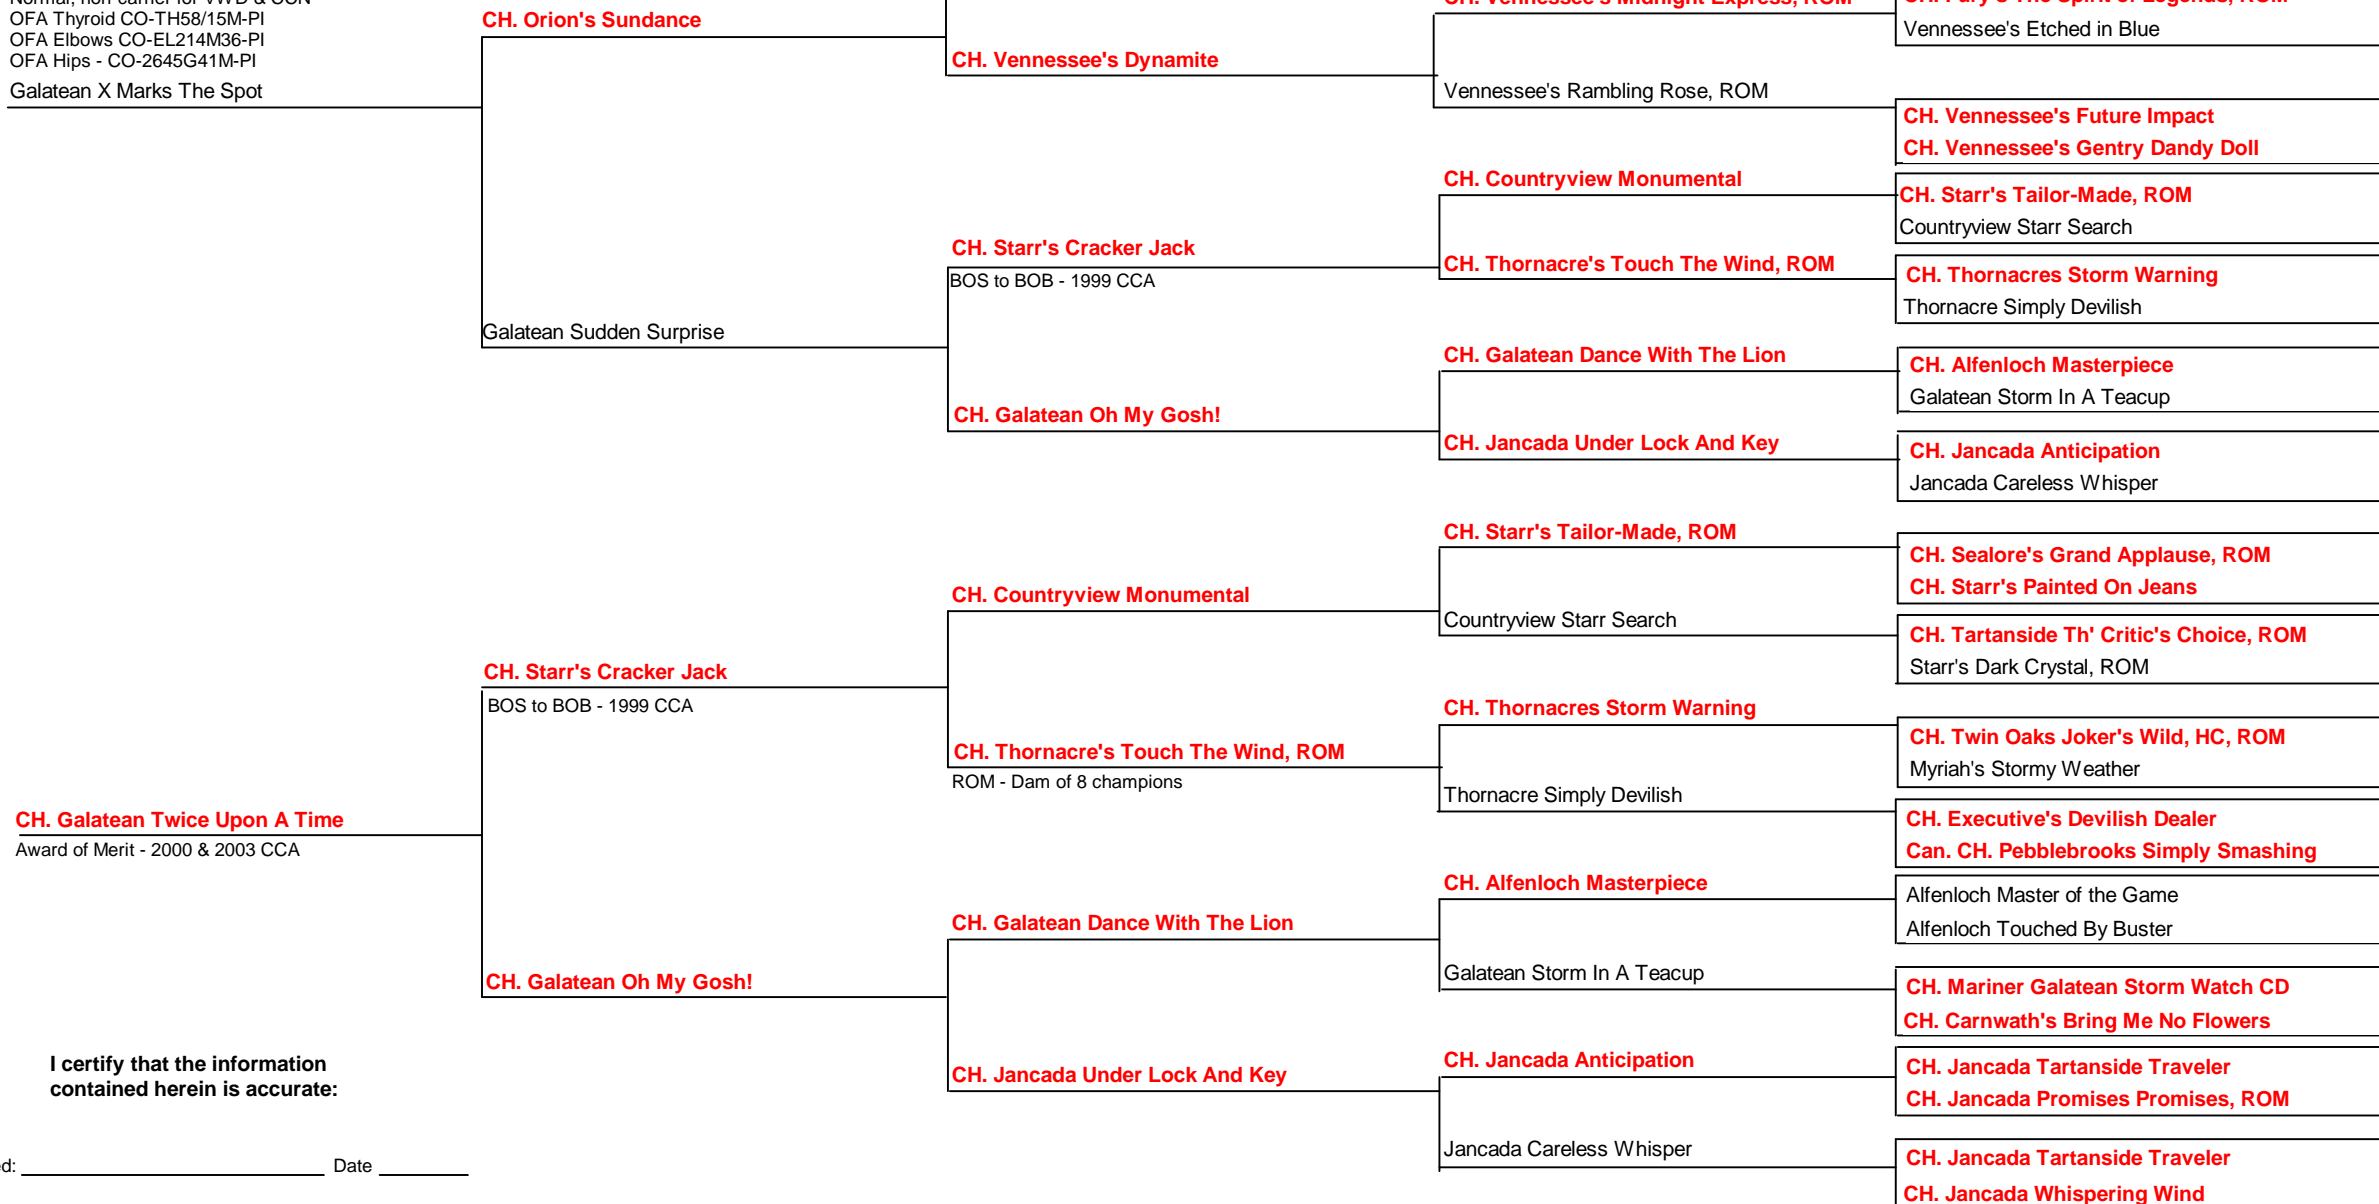 OFA Thyroid CO-TH58/15M-PI
OFA Elbows CO-EL214M36-PI
OFA Hips - CO-2645G41M-PI
Galatean X Marks The Spot
CH. Galatean Twice Upon A Time
Award of Merit - 2000 & 2003 CCA
I certify that the information
contained herein is accurate:
Date
CH. Orion's Sundance
Galatean Sudden Surprise
CH. Starr's Cracker Jack
BOS to BOB - 1999 CCA
CH. Galatean Oh My Gosh!
CH. Vennessee's Dynamite
CH. Starr's Cracker Jack
BOS to BOB - 1999 CCA
CH. Galatean Oh My Gosh!
CH. Countryview Monumental
CH. Thornacre's Touch The Wind, ROM
ROM - Dam of 8 champions
CH. Galatean Dance With The Lion
CH. Jancada Under Lock And Key
CH. Vennessee's Midnight Express, ROM
Vennessee's Rambling Rose, ROM
CH. Countryview Monumental
CH. Thornacre's Touch The Wind, ROM
CH. Galatean Dance With The Lion
CH. Jancada Under Lock And Key
CH. Starr's Tailor-Made, ROM
Countryview Starr Search
CH. Thornacres Storm Warning
Thornacre Simply Devilish
CH. Alfenloch Masterpiece
Galatean Storm In A Teacup
CH. Jancada Anticipation
Jancada Careless Whisper
CH. Fury's The Spirit of Legends, ROM
Vennessee's Etched in Blue
CH. Vennessee's Future Impact
CH. Vennessee's Gentry Dandy Doll
CH. Starr's Tailor-Made, ROM
Countryview Starr Search
CH. Thornacres Storm Warning
Thornacre Simply Devilish
CH. Alfenloch Masterpiece
Galatean Storm In A Teacup
CH. Jancada Anticipation
Jancada Careless Whisper
CH. Sealore's Grand Applause, ROM
CH. Starr's Painted On Jeans
CH. Tartanside Th' Critic's Choice, ROM
Starr's Dark Crystal, ROM
CH. Twin Oaks Joker's Wild, HC, ROM
Myriah's Stormy Weather
CH. Executive's Devilish Dealer
Can. CH. Pebblebrooks Simply Smashing
Alfenloch Master of the Game
Alfenloch Touched By Buster
CH. Mariner Galatean Storm Watch CD
CH. Carnwath's Bring Me No Flowers
CH. Jancada Tartanside Traveler
CH. Jancada Promises Promises, ROM
CH. Jancada Tartanside Traveler
CH. Jancada Whispering Wind